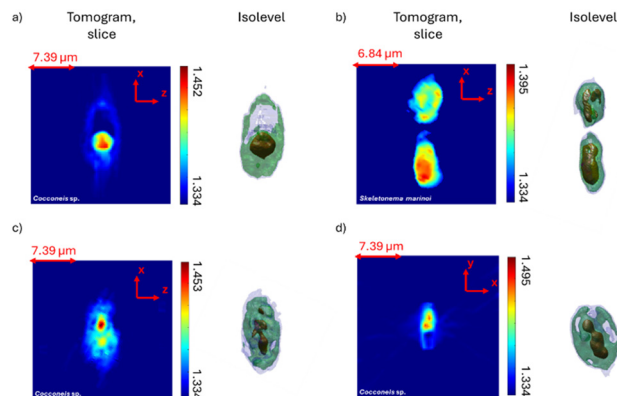 a)
Tomogram,
slice
Isolevel
7.39 µm
x
z
1.452
1.334
Cocconeis sp.
b)
Tomogram,
slice
Isolevel
6.84 µm
x
z
1.395
1.334
Skeletonema marinoi
c)
7.39 µm
x
z
1.453
1.334
Cocconeis sp.
d)
7.39 µm
y
x
1.495
1.334
Cocconeis sp.